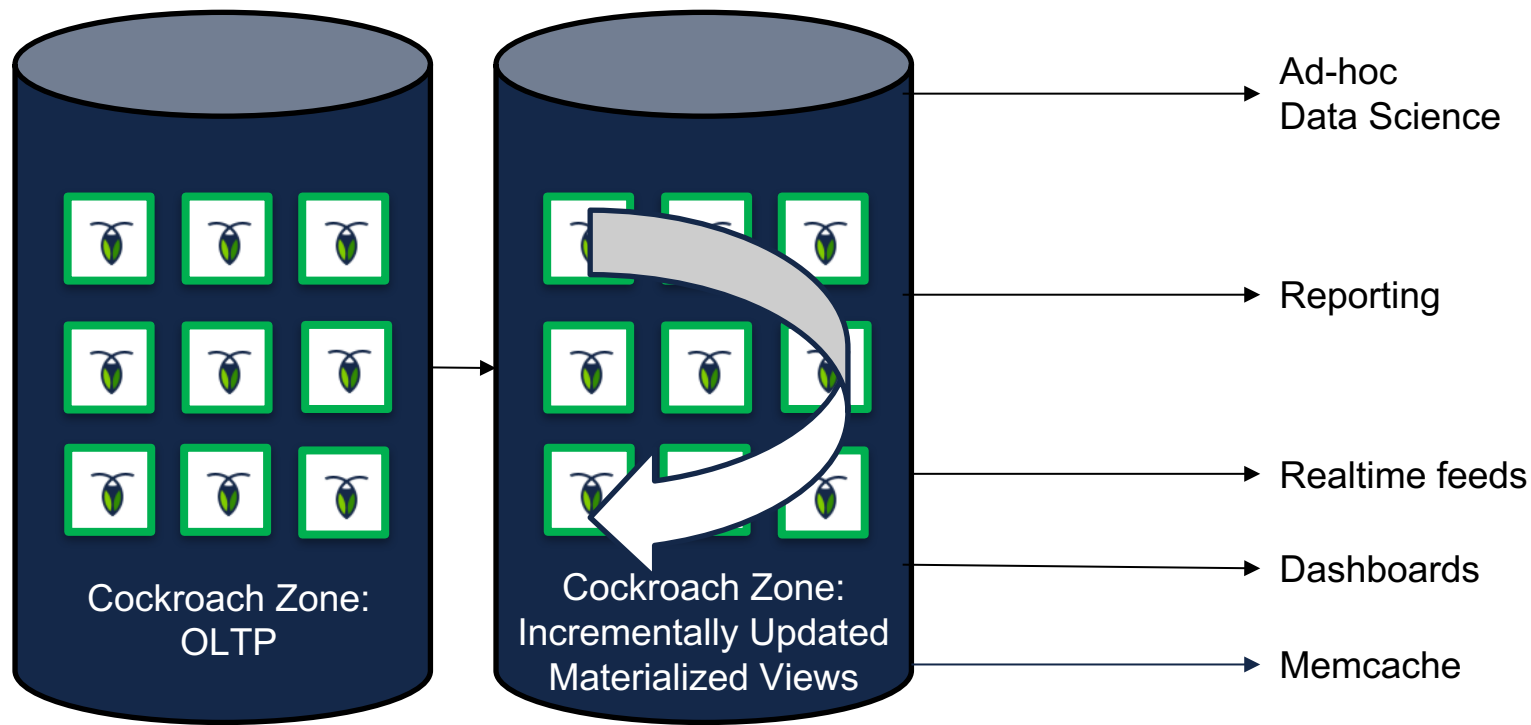 Cockroach Zone:
OLTP
Cockroach Zone:
Incrementally Updated
Materialized Views
Ad-hoc
Data Science
Reporting
Realtime feeds
Dashboards
Memcache